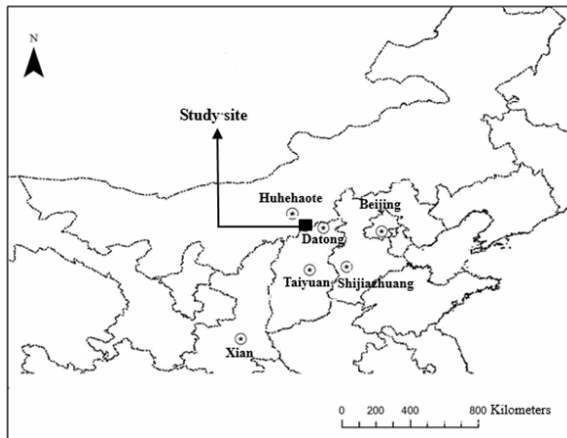 N
Study site
Huhehaote
Beijing
Datong
Taiyuan Shijiazhuang
Xian
0 200 400 800 Kilometers